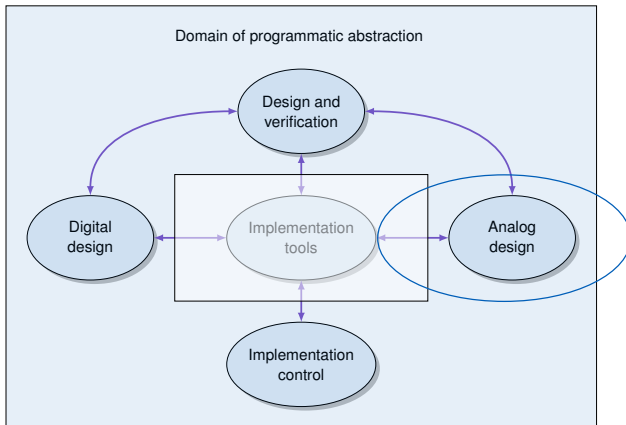 Domain of programmatic abstraction
Design and
verification
Digital
design
Implementation
tools
Analog
design
Implementation
control